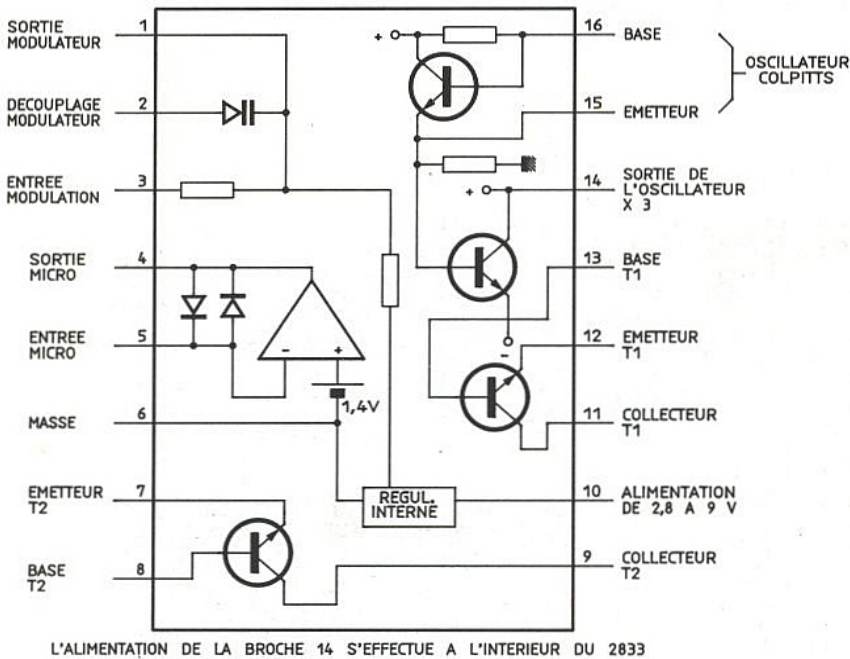 SORTIE
MODULATEUR
1
DECOUPLAGE
MODULATEUR
2
ENTREE
MODULATION
3
SORTIE
MICRO
4
ENTREE
MICRO
5
MASSE
6
EMETTEUR
T2
7
BASE
T2
8
+
16
BASE
OSCILLATEUR
COLPITTS
15
EMETTEUR
+
14
SORTIE DE
L'OSCILLATEUR
X 3
13
BASE
T1
-
12
EMETTEUR
T1
11
COLLECTEUR
T1
- +
1,4V
REGUL.
INTERNE
10
ALIMENTATION
DE 2,8 A 9 V
9
COLLECTEUR
T2
L'ALIMENTATION DE LA BROCHE 14 S'EFFECTUE A L'INTERIEUR DU 2833